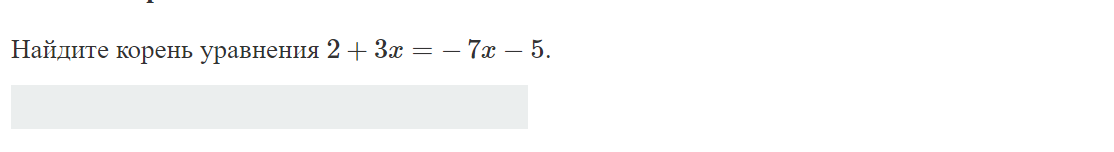 Найдите корень уравнения 2 + 3x = − 7x − 5.